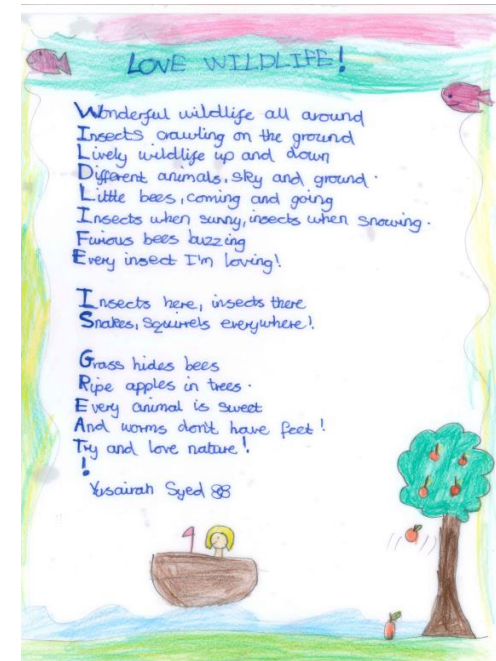 LOVE WILDLIFE!
Wonderful wildlife all around
Insects crawling on the ground
Lively wildlife up and down
Different animals, sky and ground.
Little bees, coming and going
Insects when sunny, insects when snowing.
Furious bees buzzing
Every insect I'm loving!
Insects here, insects there
Snakes, squirrels everywhere!
Grass hides bees
Ripe apples in trees.
Every animal is sweet
And worms don't have feet!
Try and love nature!
!
Yusairah Syed